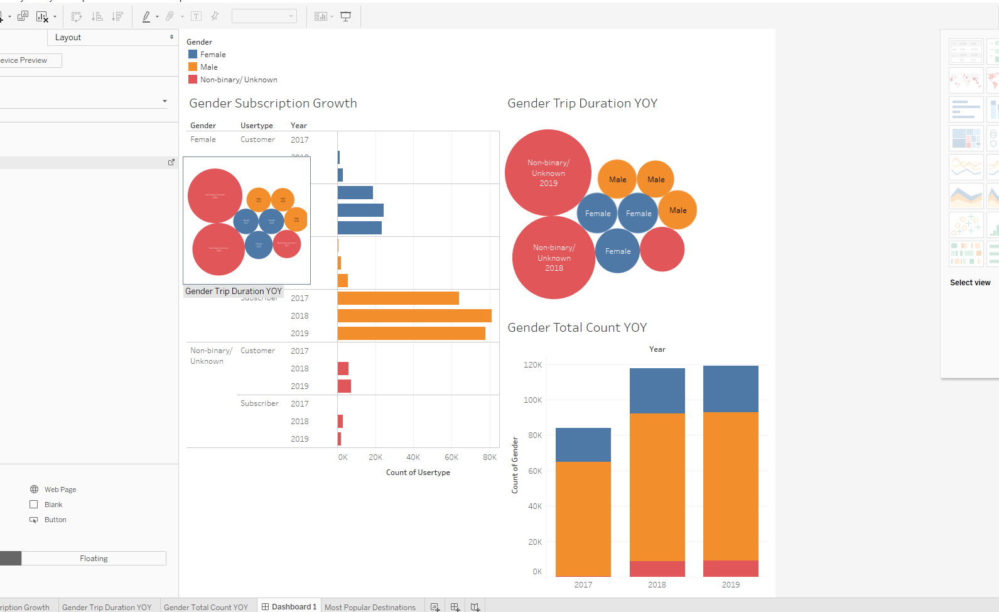 Layout
evice Preview
Gender
Female
Male
Non-binary/ Unknown
Gender Subscription Growth
Gender Usertype Year
Female Customer 2017
Gender Trip Duration YOY
2017
2018
2019
Non-binary/
Unknown
Customer 2017
2018
2019
Subscriber 2017
2018
2019
0K 20K 40K 60K 80K
Count of Usertype
Gender Trip Duration YOY
Non-binary/
Unknown
2019
Male
Male
Female
Female
Male
Non-binary/
Unknown
2018
Female
Gender Total Count YOY
Year
120K
100K
80K
60K
40K
20K
0K
Count of Gender
2017 2018 2019
Select view
Web Page
Blank
Button
Floating
ription Growth
Gender Trip Duration YOY
Gender Total Count YOY
Dashboard 1
Most Popular Destinations